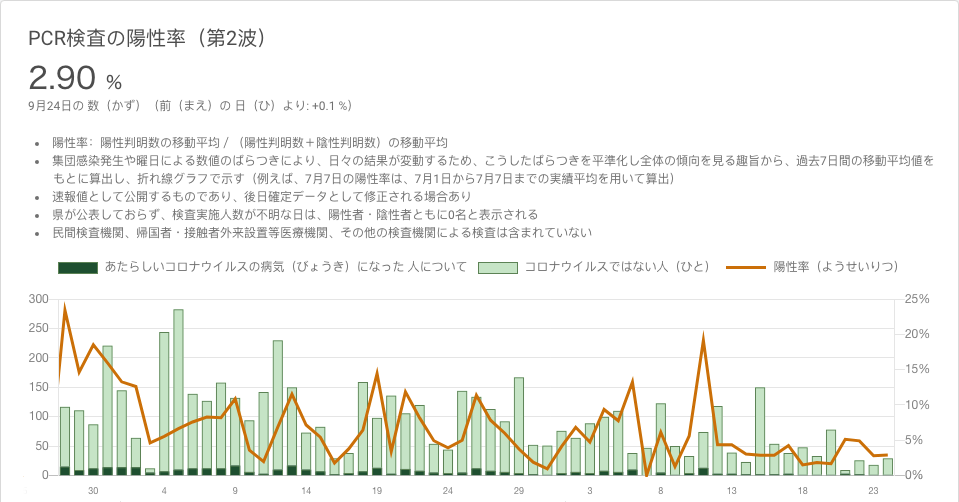 PCR検査の陽性率（第2波）
2.90 %
9月24日の 数（かず）（前（まえ）の 日（ひ）より: +0.1 %）
• 陽性率：陽性判明数の移動平均 / （陽性判明数＋陰性判明数）の移動平均
• 集団感染発生や曜日による数値のばらつきにより、日々の結果が変動するため、こうしたばらつきを平準化し全体の傾向を見る趣旨から、過去7日間の移動平均値を
もとに算出し、折れ線グラフで示す（例えば、7月7日の陽性率は、7月1日から7月7日までの実績平均を用いて算出）
• 速報値として公開するものであり、後日確定データとして修正される場合あり
• 県が公表しておらず、検査実施人数が不明な日は、陽性者・陰性者ともに0名と表示される
• 民間検査機関、帰国者・接触者外来設置等医療機関、その他の検査機関による検査は含まれていない
あたらしいコロナウイルスの病気（びょうき）になった 人について コロナウイルスではない人（ひと） 陽性率（ようせいりつ）
300 25%
250 20%
200
150 15%
100 10%
50 5%
0 0%
30 4 9 14 19 24 29 3 8 13 18 23